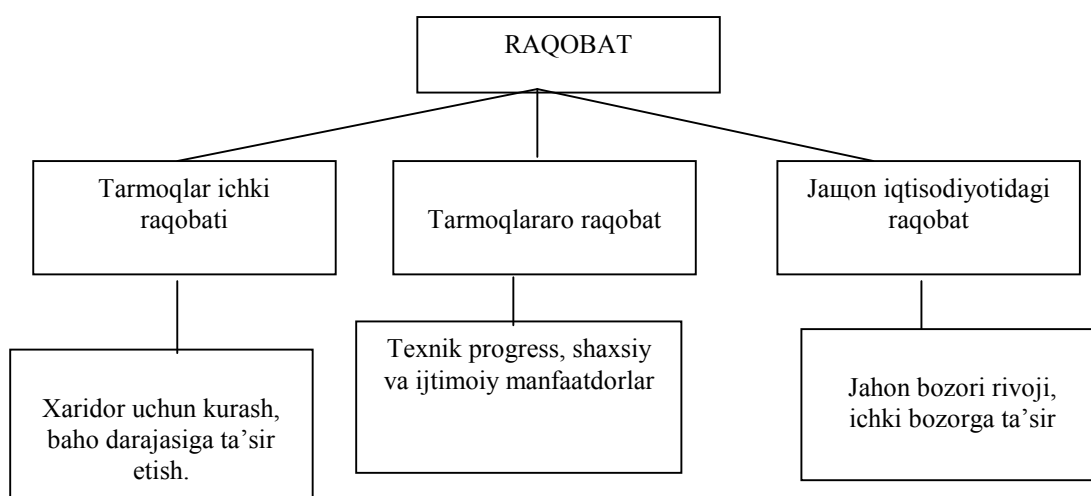 RAQOBAT
Tarmoqlar ichki
raqobati
Tarmoqlararo raqobat
Jaщon iqtisodiyotidagi
raqobat
Xaridor uchun kurash,
baho darajasiga ta’sir
etish.
Texnik progress, shaxsiy
va ijtimoiy manfaatdorlar
Jahon bozori rivoji,
ichki bozorga ta’sir